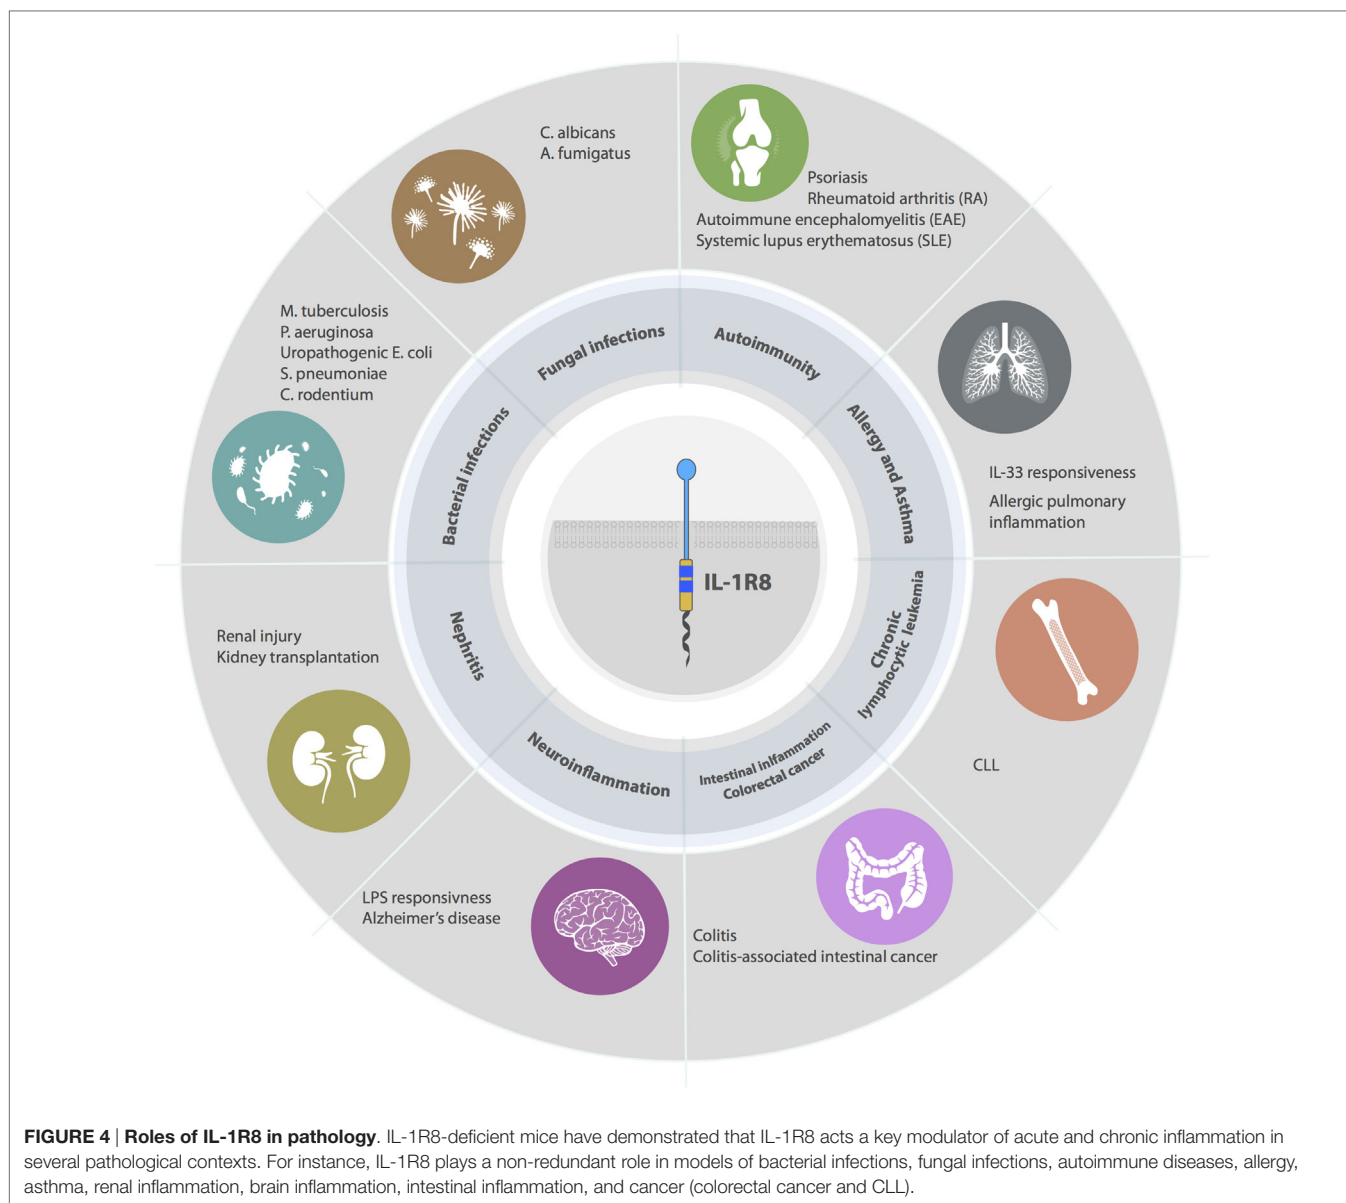 C. albicans
A. fumigatus
Psoriasis
Rheumatoid arthritis (RA)
Autoimmune encephalomyelitis (EAE)
Systemic lupus erythematosus (SLE)
M. tuberculosis
P. aeruginosa
Uropathogenic E. coli
S. pneumoniae
C. rodentium
Fungal infections
Autoimmunity
Bacterial infections
Allergy and Asthma
IL-33 responsiveness
Allergic pulmonary
inflammation
IL-1R8
Renal injury
Kidney transplantation
Nephritis
Chronic
lymphocytic leukemia
Neuroinflammation
Intestinal inlfammation
Colorectal cancer
CLL
LPS responsivness
Alzheimer's disease
Colitis
Colitis-associated intestinal cancer
FIGURE 4 | Roles of IL-1R8 in pathology. IL-1R8-deficient mice have demonstrated that IL-1R8 acts a key modulator of acute and chronic inflammation in
several pathological contexts. For instance, IL-1R8 plays a non-redundant role in models of bacterial infections, fungal infections, autoimmune diseases, allergy,
asthma, renal inflammation, brain inflammation, intestinal inflammation, and cancer (colorectal cancer and CLL).